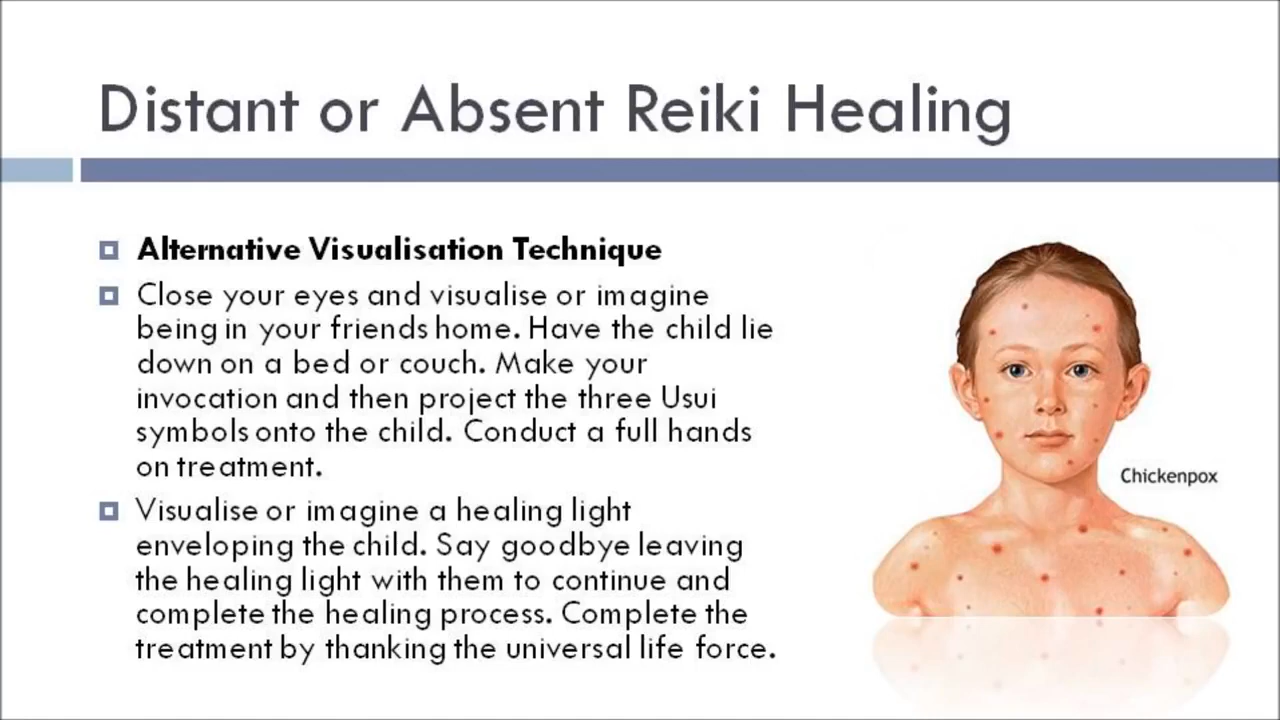 Distant or Absent Reiki Healing
Alternative Visualisation Technique
Close your eyes and visualise or imagine
being in your friends home. Have the child lie
down on a bed or couch. Make your
invocation and then project the three Usui
symbols onto the child. Conduct a full hands
on treatment.
Chickenpox
Visualise or imagine a healing light
enveloping the child. Say goodbye leaving
the healing light with them to continue and
complete the healing process. Complete the
treatment by thanking the universal life force.